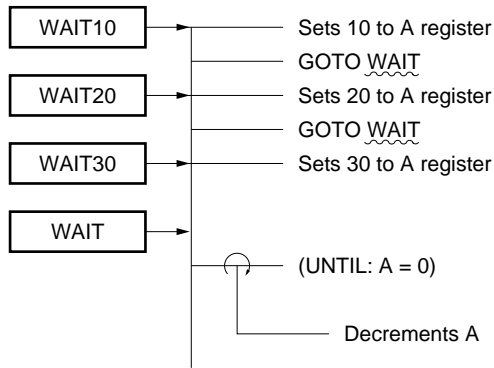 WAIT10
Sets 10 to A register
GOTO WAIT
WAIT20
Sets 20 to A register
GOTO WAIT
WAIT30
Sets 30 to A register
WAIT
(UNTIL: A = 0)
Decrements A